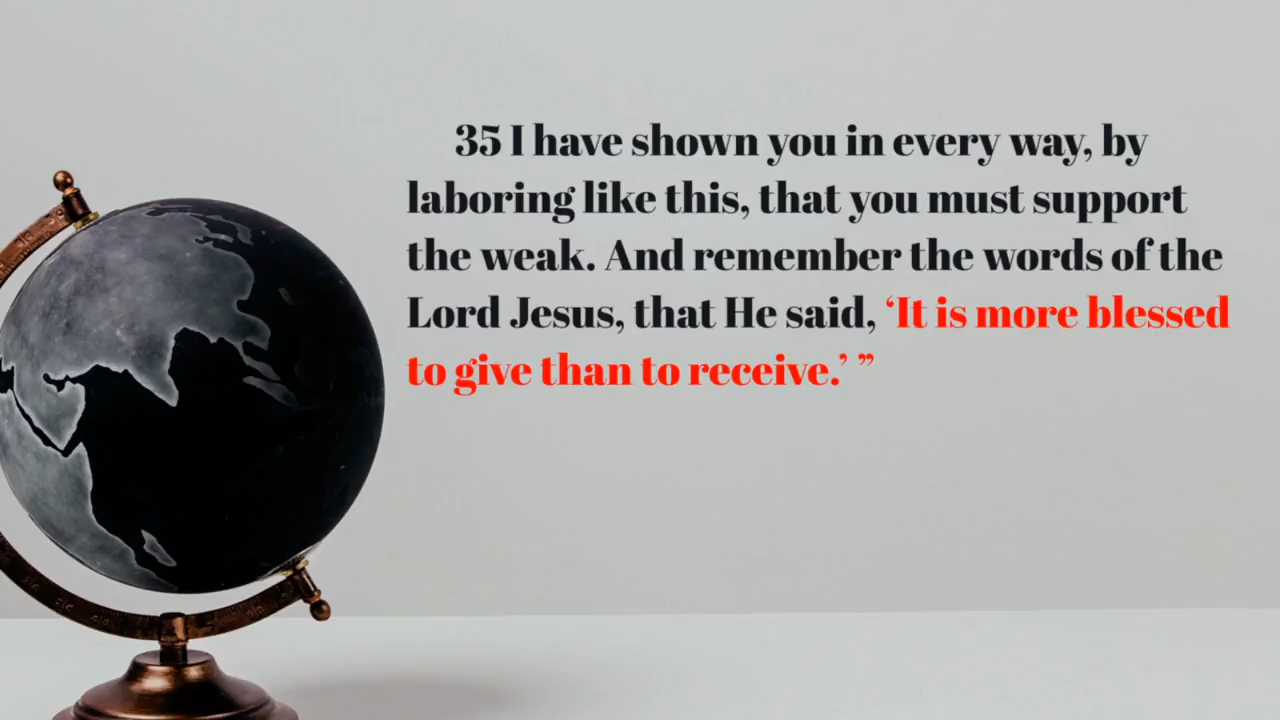 35 I have shown you in every way, by
laboring like this, that you must support
the weak. And remember the words of the
Lord Jesus, that He said, ‘It is more blessed
to give than to receive.’ ”